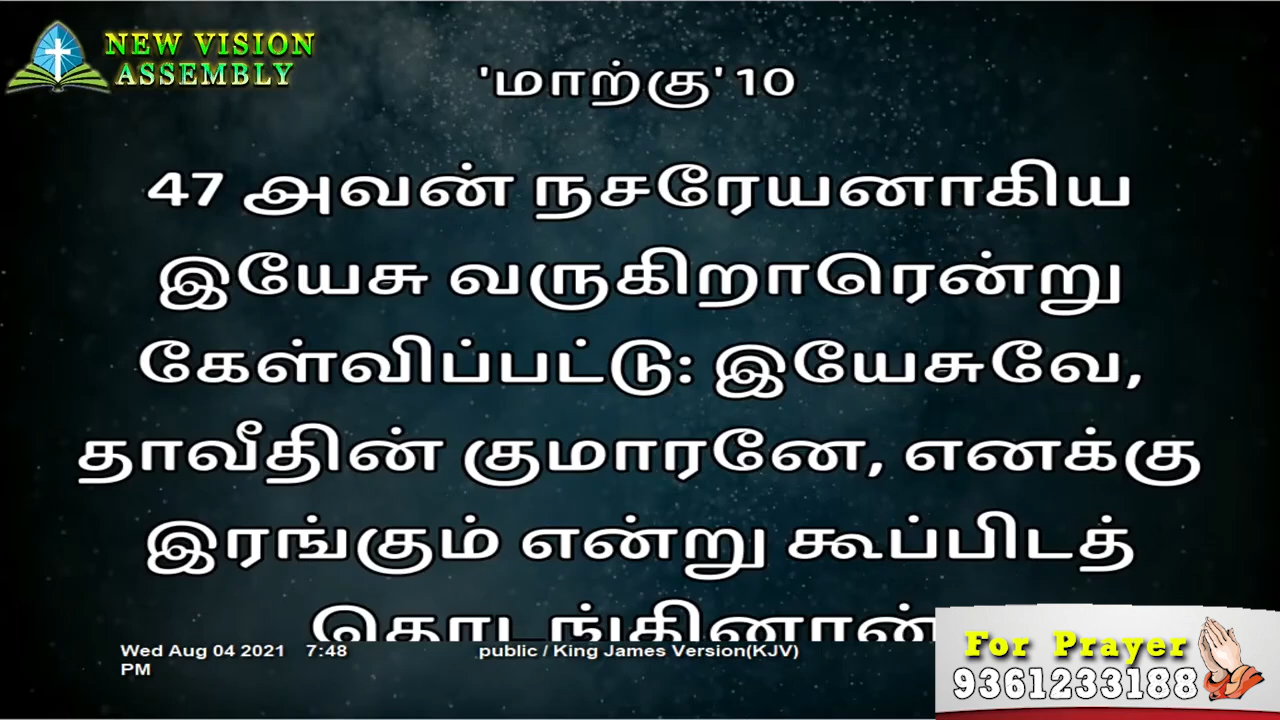 NEW VISION
ASSEMBLY
'மாற்கு' 10
47 அவன் நசரேயனாகிய
இயேசு வருகிறாரென்று
கேள்விப்பட்டு: இயேசுவே,
தாவீதின் குமாரனே, எனக்கு
இரங்கும் என்று கூப்பிடத்
தொடங்கினான்
Wed Aug 04 2021 7:48
PM
public / King James Version(KJV)
For Prayer
9361233188